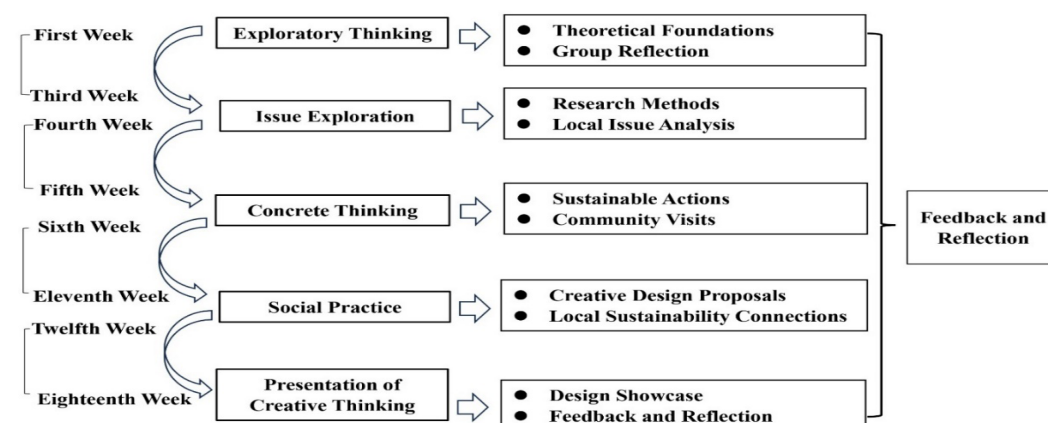 First Week
Third Week
Fourth Week
Fifth Week
Sixth Week
Eleventh Week
Twelfth Week
Eighteenth Week
Exploratory Thinking
Issue Exploration
Concrete Thinking
Social Practice
Presentation of
Creative Thinking
● Theoretical Foundations
● Group Reflection
● Research Methods
● Local Issue Analysis
● Sustainable Actions
● Community Visits
● Creative Design Proposals
● Local Sustainability Connections
● Design Showcase
● Feedback and Reflection
Feedback and
Reflection